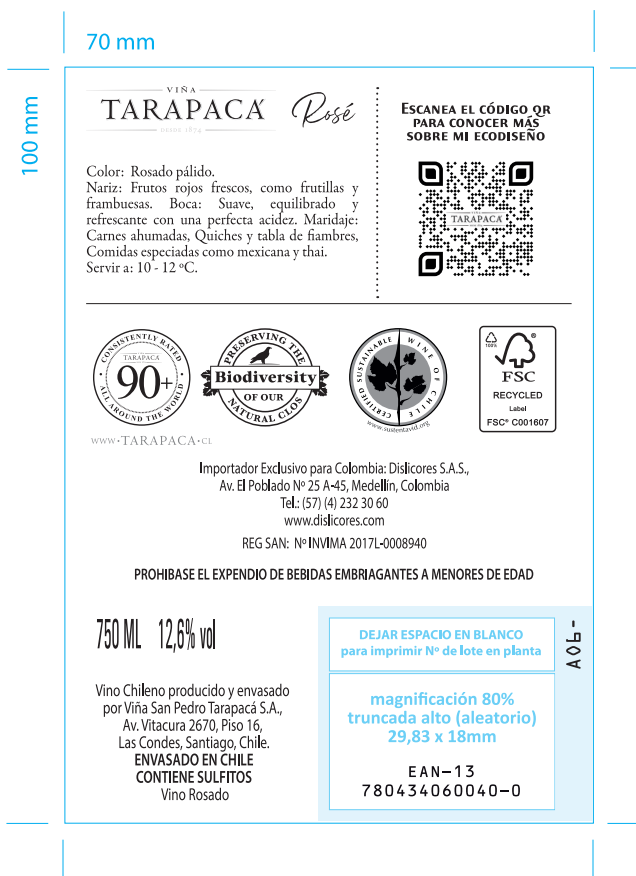 70 mm
100 mm
VIÑA
TARAPACÁ
DESDE 1874
Rosé
Color: Rosado pálido.
Nariz: Frutos rojos frescos, como frutillas y
frambuesas. Boca: Suave, equilibrado y
refrescante con una perfecta acidez. Maridaje:
Carnes ahumadas, Quiches y tabla de fiambres,
Comidas especiadas como mexicana y thai.
Servir a: 10 - 12 ºC.
ESCANEA EL CÓDIGO QR
PARA CONOCER MÁS
SOBRE MI ECODISEÑO
VIÑA
TARAPACÁ
CONSISTENTLY RATED
TARAPACÁ
90+
ALL AROUND THE WORLD
WWW•TARAPACA•CL
PRESERVING THE
Biodiversity
OF OUR
NATURAL CLOS
CERTIFIED SUSTAINABLE WINE OF CHILE
www.sustentavid.org
100%
®
FSC
RECYCLED
Label
FSC® C001607
Importador Exclusivo para Colombia: Dislicores S.A.S.,
Av. El Poblado Nº 25 A-45, Medellín, Colombia
Tel.: (57) (4) 232 30 60
www.dislicores.com
REG SAN: Nº INVIMA 2017L-0008940
PROHIBASE EL EXPENDIO DE BEBIDAS EMBRIAGANTES A MENORES DE EDAD
750 ML 12,6% vol
Vino Chileno producido y envasado
por Viña San Pedro Tarapacá S.A.,
Av. Vitacura 2670, Piso 16,
Las Condes, Santiago, Chile.
ENVASADO EN CHILE
CONTIENE SULFITOS
Vino Rosado
DEJAR ESPACIO EN BLANCO
para imprimir Nº de lote en planta
magnificación 80%
truncada alto (aleatorio)
29,83 x 18mm
EAN-13
780434060040-0
A06-